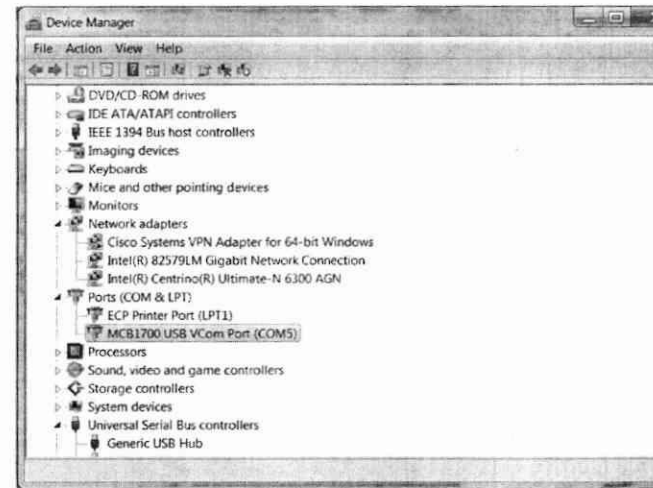 Device Manager
File Action View Help
DVD/CD-ROM drives
IDE ATA/ATAPI controllers
IEEE 1394 Bus host controllers
Imaging devices
Keyboards
Mice and other pointing devices
Monitors
Network adapters
Cisco Systems VPN Adapter for 64-bit Windows
Intel(R) 82579LM Gigabit Network Connection
Intel(R) Centrino(R) Ultimate-N 6300 AGN
Ports (COM & LPT)
ECP Printer Port (LPT1)
MCB1700 USB VCom Port (COM5)
Processors
Sound, video and game controllers
Storage controllers
System devices
Universal Serial Bus controllers
Generic USB Hub